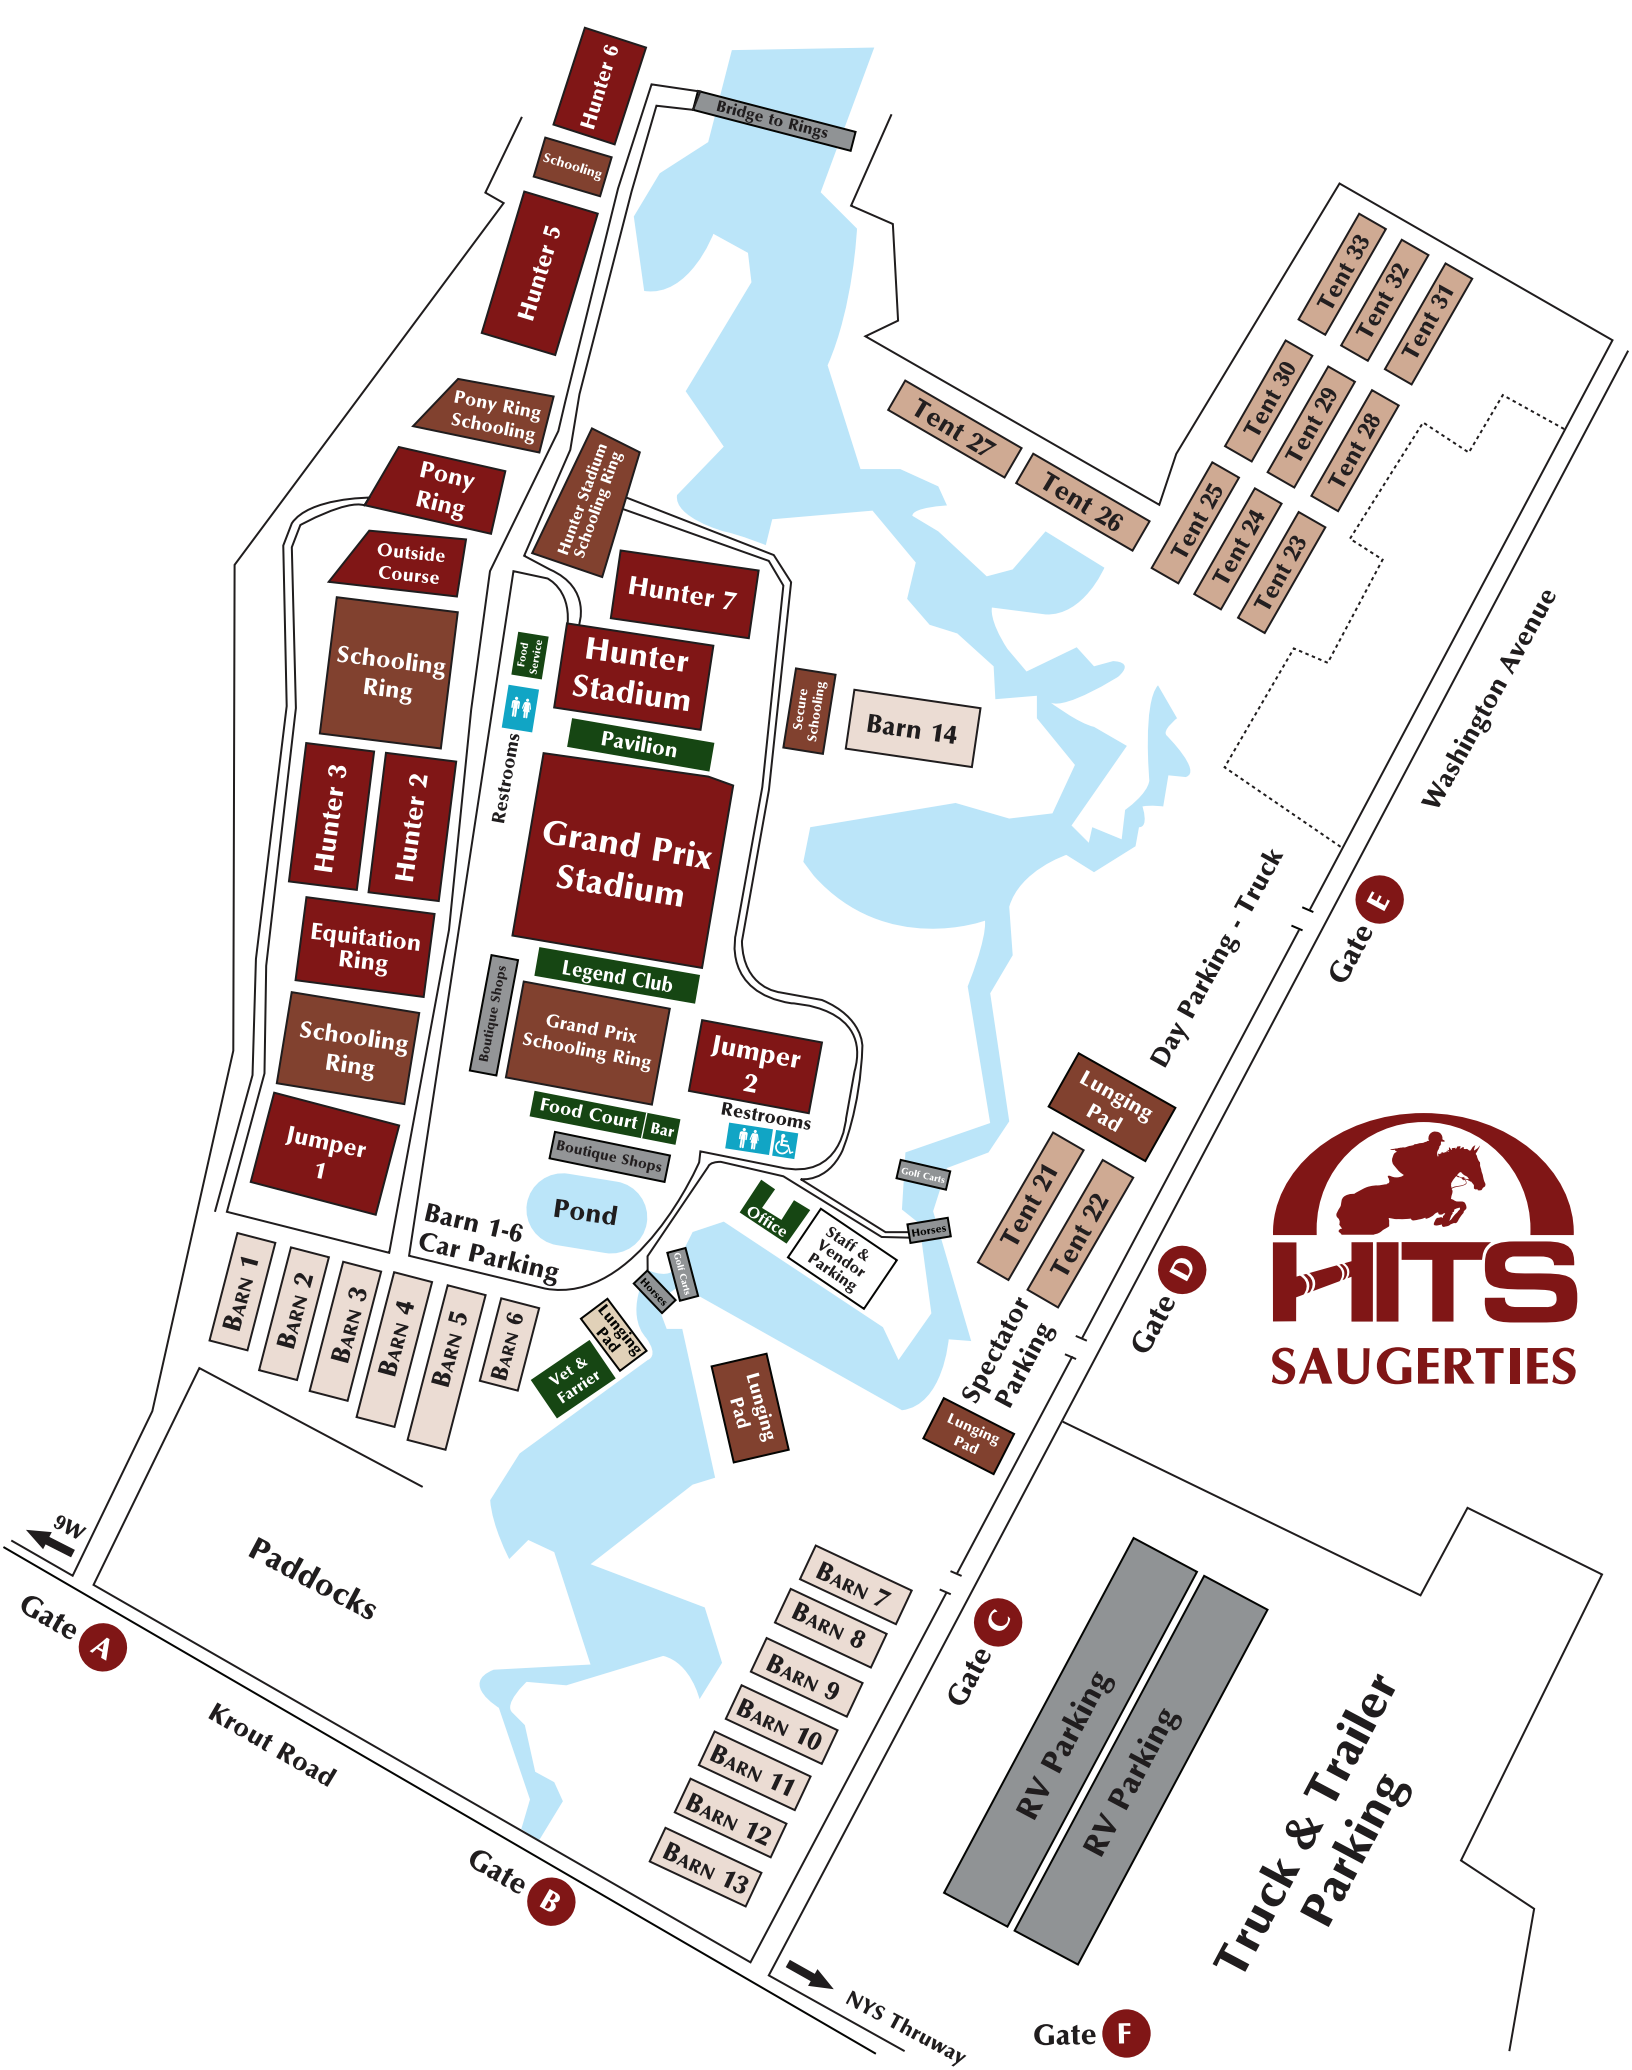 Hunter 6
Schooling
Hunter 5
Bridge to Rings
Pony Ring
Schooling
Pony
Ring
Outside
Course
Schooling
Ring
Hunter 3
Hunter 2
Equitation
Ring
Schooling
Ring
Jumper
1
Hunter Stadium
Schooling Ring
Hunter 7
Hunter
Stadium
Food
Service
Restrooms
Pavilion
Grand Prix
Stadium
Legend Club
Boutique Shops
Grand Prix
Schooling Ring
Jumper
2
Food Court
Bar
Restrooms
Boutique Shops
Pond
Barn 1-6
Car Parking
Secure
Schooling
Barn 14
Tent 33
Tent 32
Tent 31
Tent 30
Tent 29
Tent 28
Tent 27
Tent 26
Tent 25
Tent 24
Tent 23
Washington Avenue
Day Parking - Truck
Gate E
Lunging
Pad
Tent 21
Tent 22
Golf Carts
Horses
Office
Staff &
Vendor
Parking
Golf Carts
Horses
Lunging
Pad
Vet &
Farrier
Lunging
Pad
Spectator
Parking
Lunging
Pad
Gate D
HITS
SAUGERTIES
Barn 1
Barn 2
Barn 3
Barn 4
Barn 5
Barn 6
9W
Paddocks
Gate A
Krout Road
Gate B
Barn 7
Barn 8
Barn 9
Barn 10
Barn 11
Barn 12
Barn 13
Gate C
RV Parking
RV Parking
Truck & Trailer
Parking
NYS Thruway
Gate F